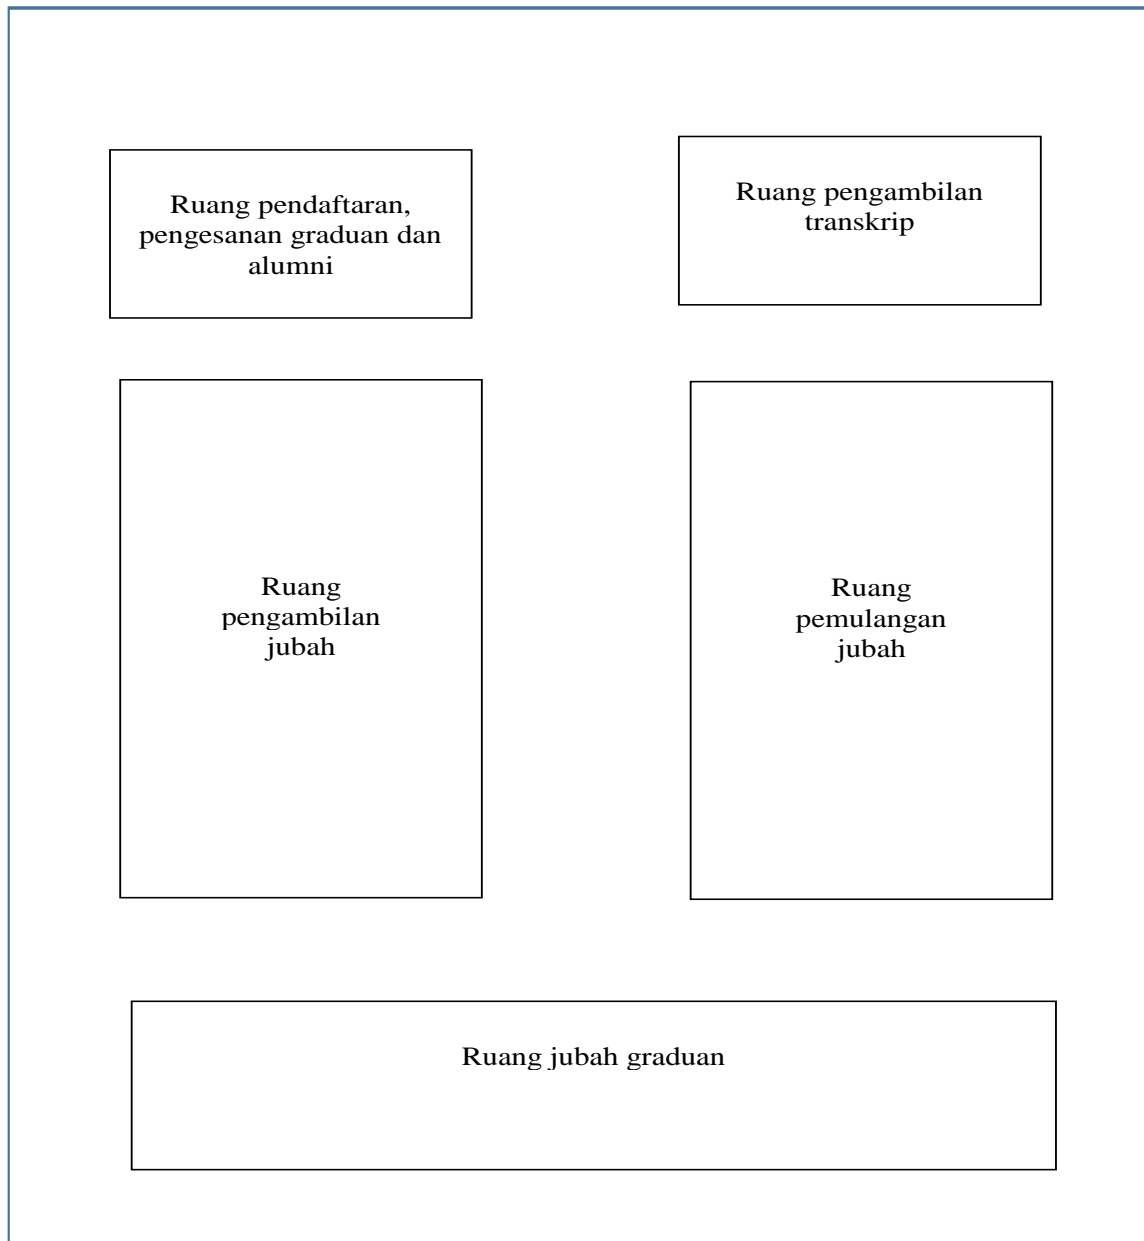 Ruang pendaftaran,
pengesanan graduan dan
alumni
Ruang pengambilan
transkrip
Ruang
pengambilan
jubah
Ruang
pemulangan
jubah
Ruang jubah graduan